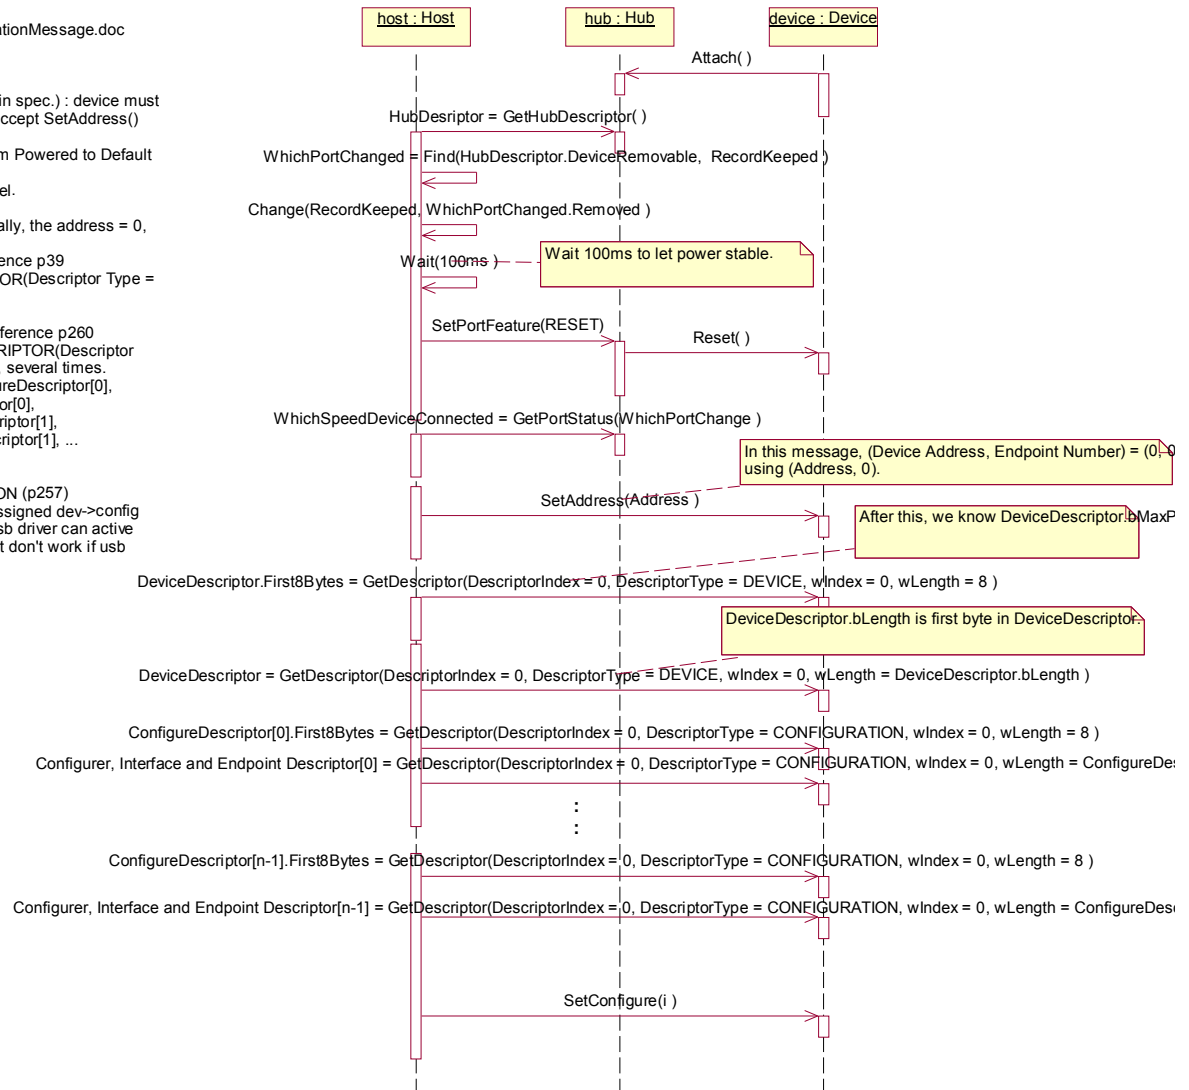 host : Host
hub : Hub
device : Device
ationMessage.doc
Attach( )
in spec.) : device must
ccept SetAddress()
HubDesriptor = GetHubDescriptor( )
m Powered to Default
WhichPortChanged = Find(HubDescriptor.DeviceRemovable, RecordKeeped )
el.
Change(RecordKeeped, WhichPortChanged.Removed )
ally, the address = 0,
Wait 100ms to let power stable.
ence p39
Wait(100ms )
OR(Descriptor Type =
SetPortFeature(RESET)
ference p260
Reset( )
RIPTOR(Descriptor
, several times.
ureDescriptor[0],
or[0],
WhichSpeedDeviceConnected = GetPortStatus(WhichPortChange )
riptor[1],
criptor[1], ...
In this message, (Device Address, Endpoint Number) = (0, 0
using (Address, 0).
ON (p257)
SetAddress(Address )
ssigned dev->config
After this, we know DeviceDescriptor.bMaxP
sb driver can active
t don't work if usb
DeviceDescriptor.First8Bytes = GetDescriptor(DescriptorIndex = 0, DescriptorType = DEVICE, wIndex = 0, wLength = 8 )
DeviceDescriptor.bLength is first byte in DeviceDescriptor.
DeviceDescriptor = GetDescriptor(DescriptorIndex = 0, DescriptorType = DEVICE, wIndex = 0, wLength = DeviceDescriptor.bLength )
ConfigureDescriptor[0].First8Bytes = GetDescriptor(DescriptorIndex = 0, DescriptorType = CONFIGURATION, wIndex = 0, wLength = 8 )
Configurer, Interface and Endpoint Descriptor[0] = GetDescriptor(DescriptorIndex = 0, DescriptorType = CONFIGURATION, wIndex = 0, wLength = ConfigureDes
:
:
ConfigureDescriptor[n-1].First8Bytes = GetDescriptor(DescriptorIndex = 0, DescriptorType = CONFIGURATION, wIndex = 0, wLength = 8 )
Configurer, Interface and Endpoint Descriptor[n-1] = GetDescriptor(DescriptorIndex = 0, DescriptorType = CONFIGURATION, wIndex = 0, wLength = ConfigureDes
SetConfigure(i )